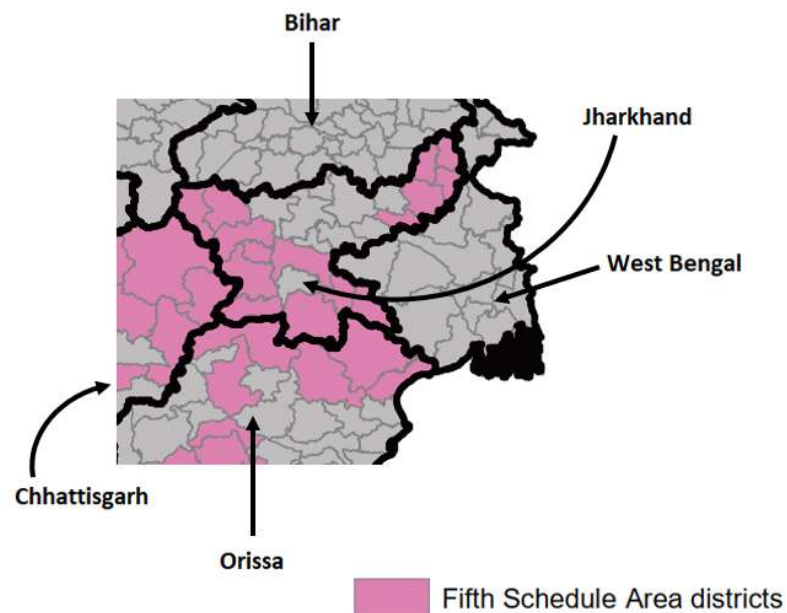 Bihar
Jharkhand
West Bengal
Chhattisgarh
Orissa
Fifth Schedule Area districts